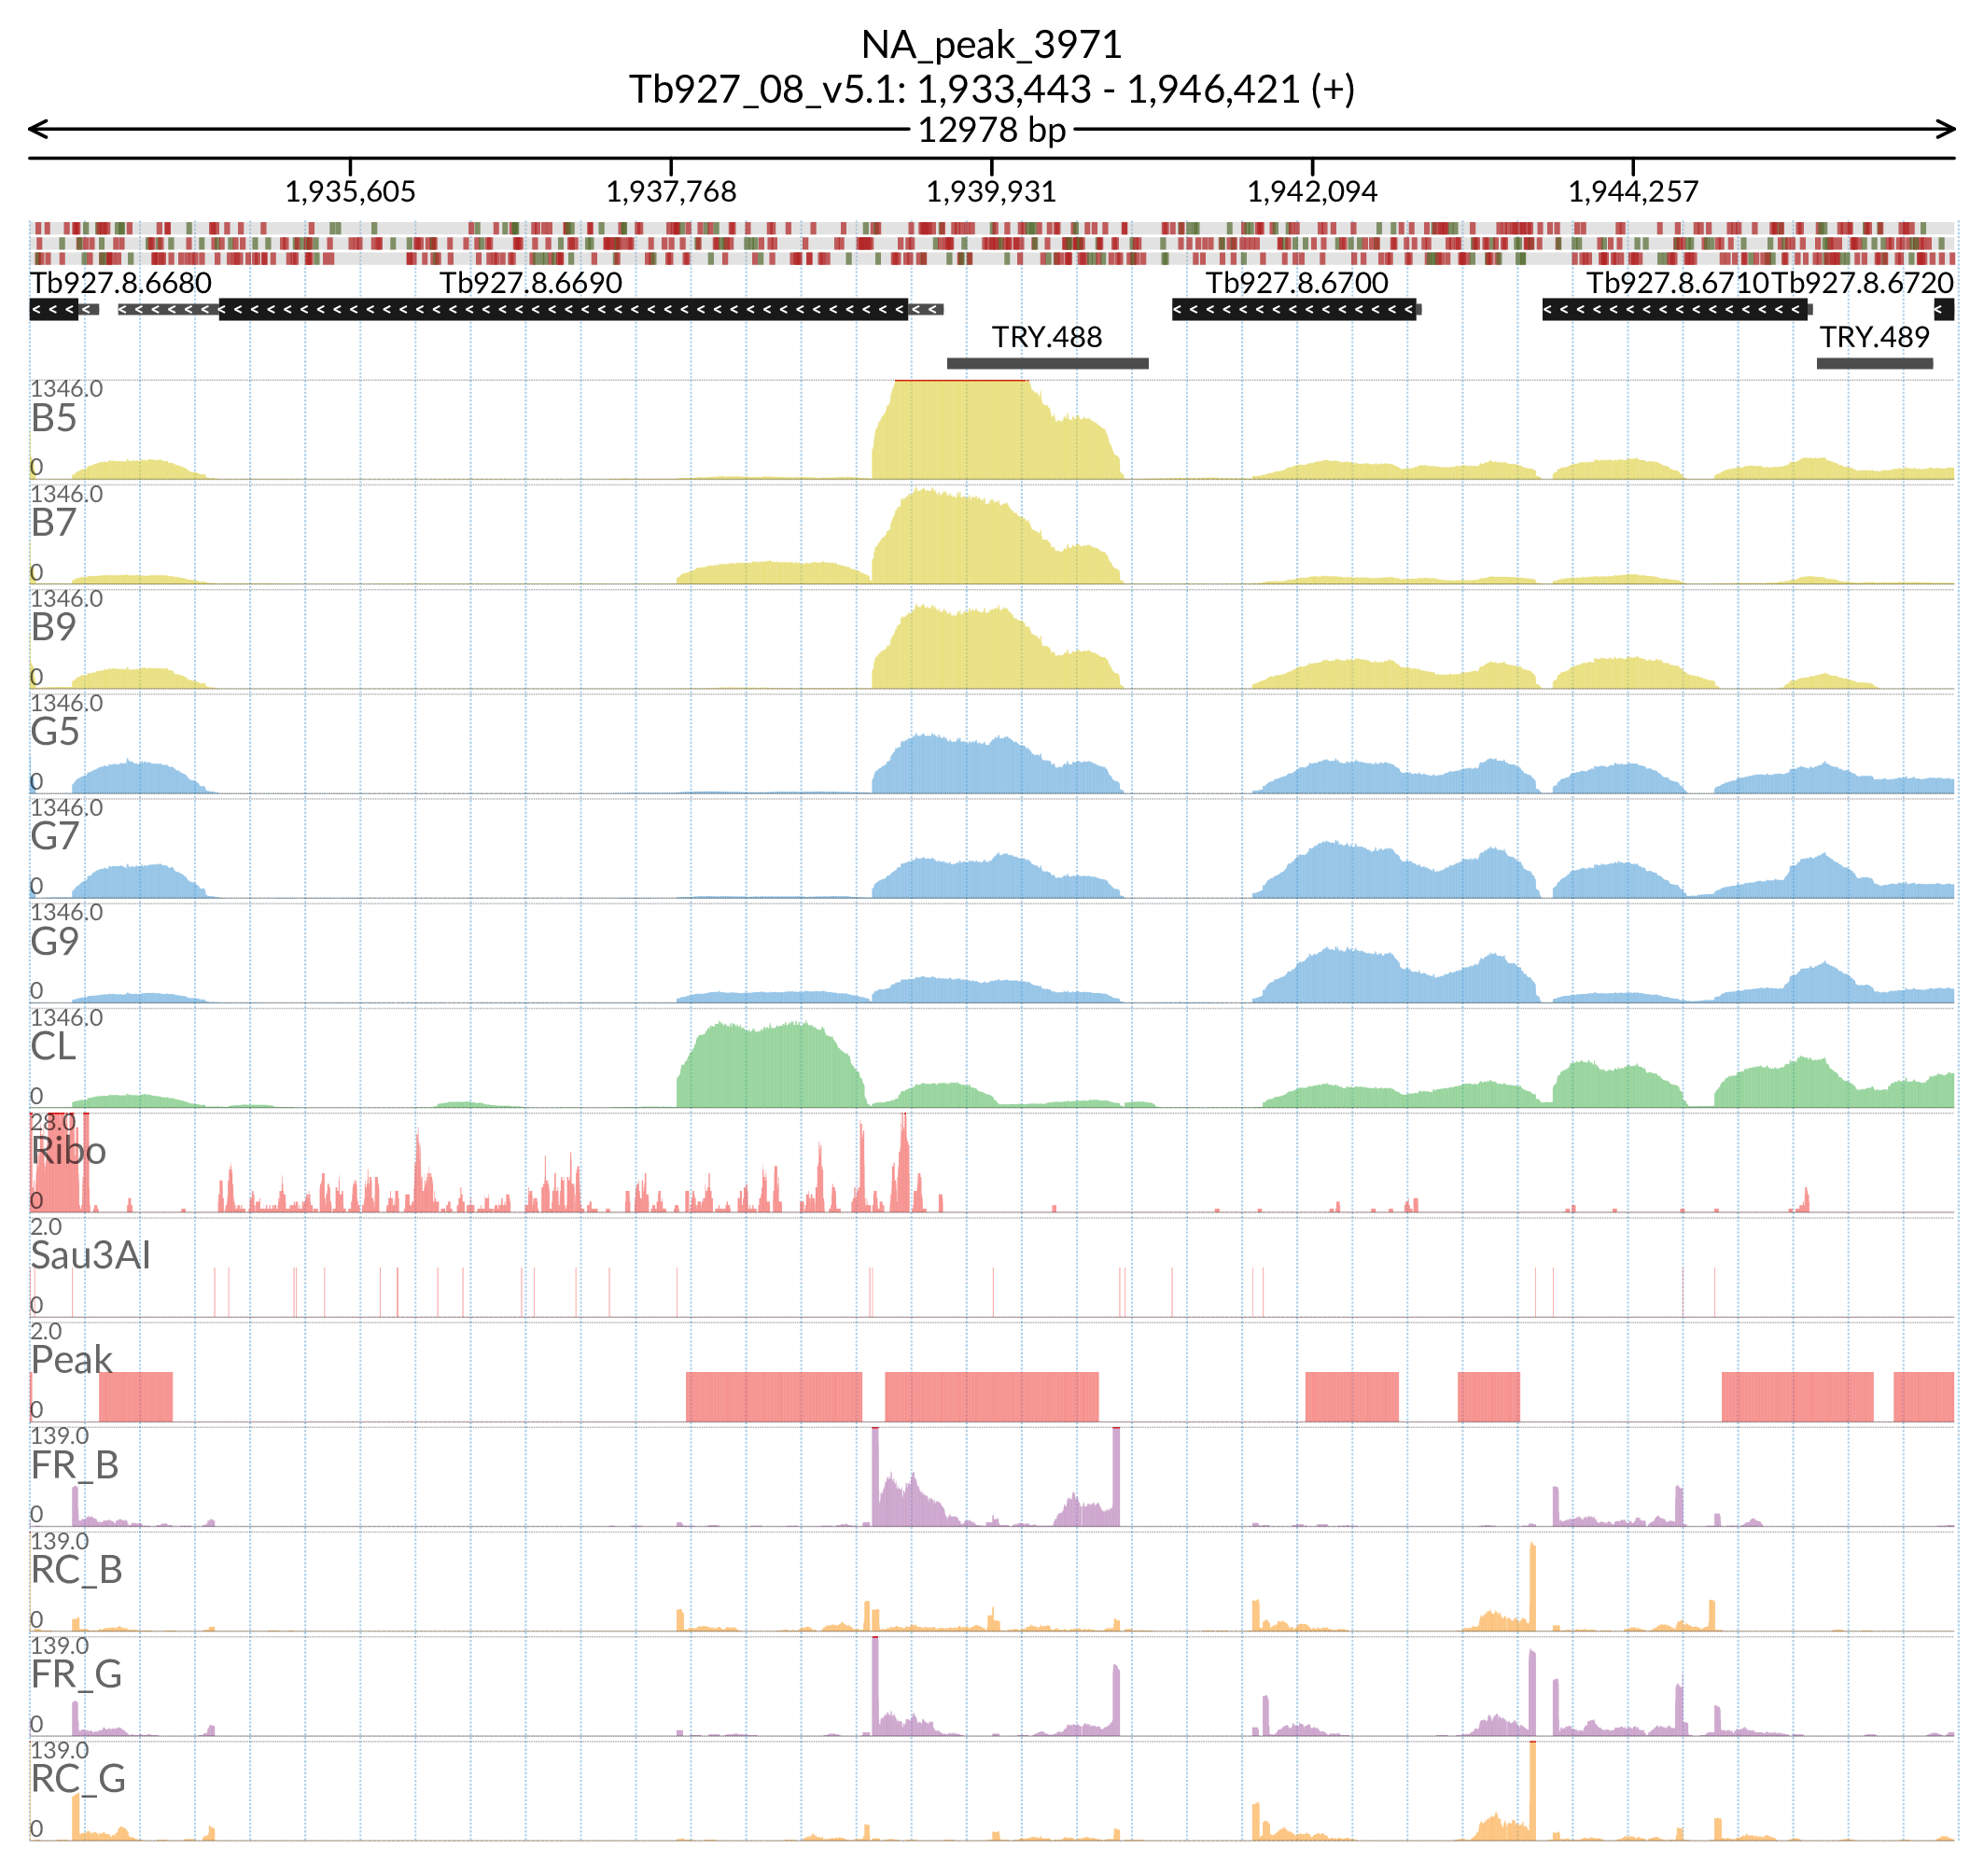 NA_peak_3971
Tb927_08_v5.1: 1,933,443 - 1,946,421 (+)
12978 bp
1,935,605 1,937,768 1,939,931 1,942,094 1,944,257
Tb927.8.6680 Tb927.8.6690 Tb927.8.6700 Tb927.8.6710 Tb927.8.6720
TRY.488 TRY.489
1346.0
B5
0
1346.0
B7
0
1346.0
B9
0
1346.0
G5
0
1346.0
G7
0
1346.0
G9
0
1346.0
CL
0
28.0
Ribo
0
2.0
Sau3AI
0
2.0
Peak
0
139.0
FR_B
0
139.0
RC_B
0
139.0
FR_G
0
139.0
RC_G
0